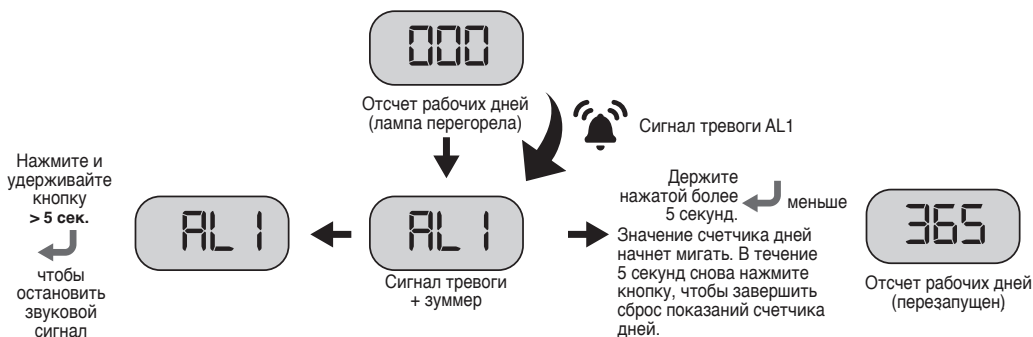 000
Отсчет рабочих дней
(лампа перегорела)
Сигнал тревоги AL1
Нажмите и
удерживайте
кнопку
> 5 сек.
чтобы
остановить
звуковой
сигнал
AL1
AL1
Сигнал тревоги
+ зуммер
Держите
нажатой более
5 секунд.
меньше
Значение счетчика дней
начнет мигать. В течение
5 секунд снова нажмите
кнопку, чтобы завершить
сброс показаний счетчика
дней.
365
Отсчет рабочих дней
(перезапущен)